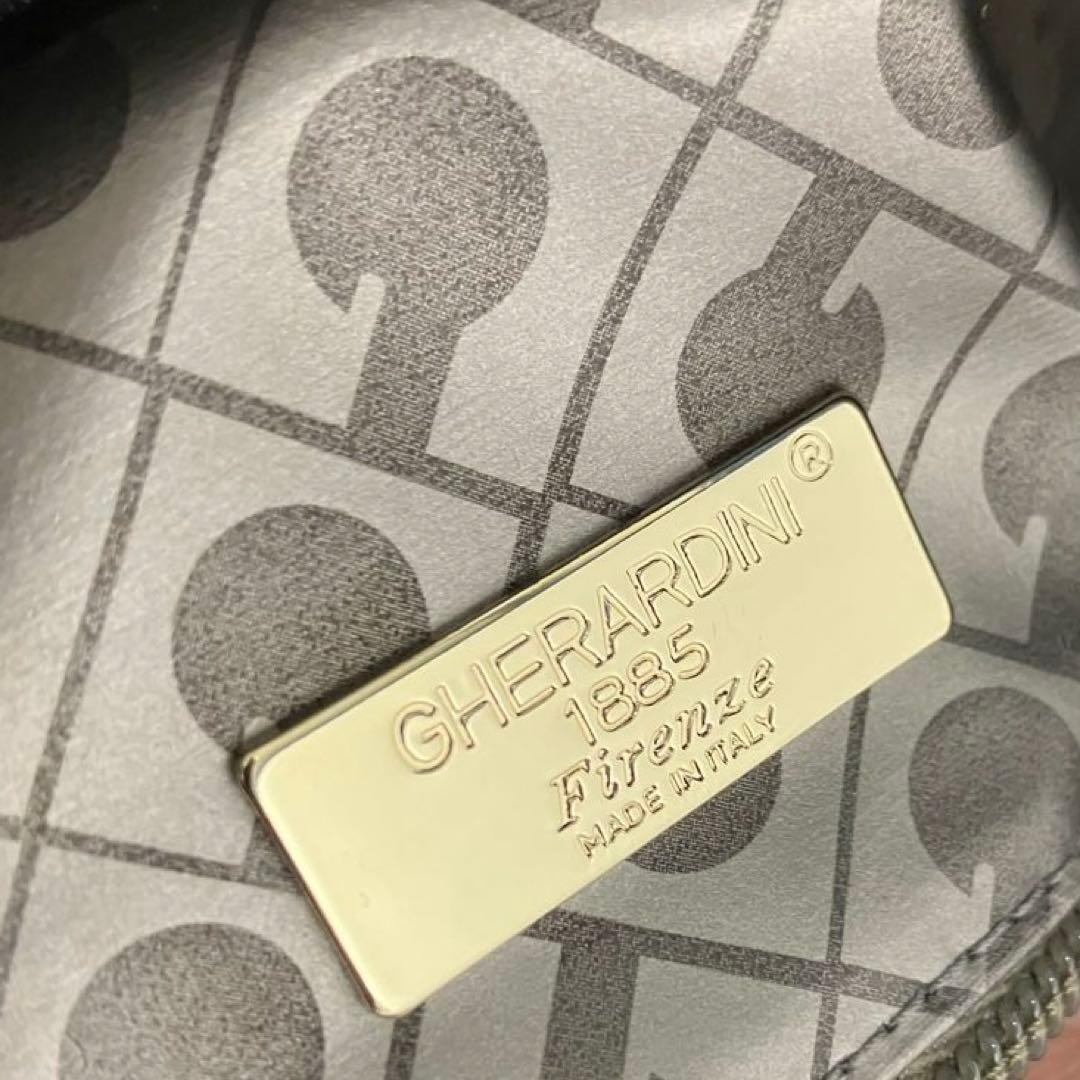 GHERARDINI®
1885
Firenze
MADE IN ITALY